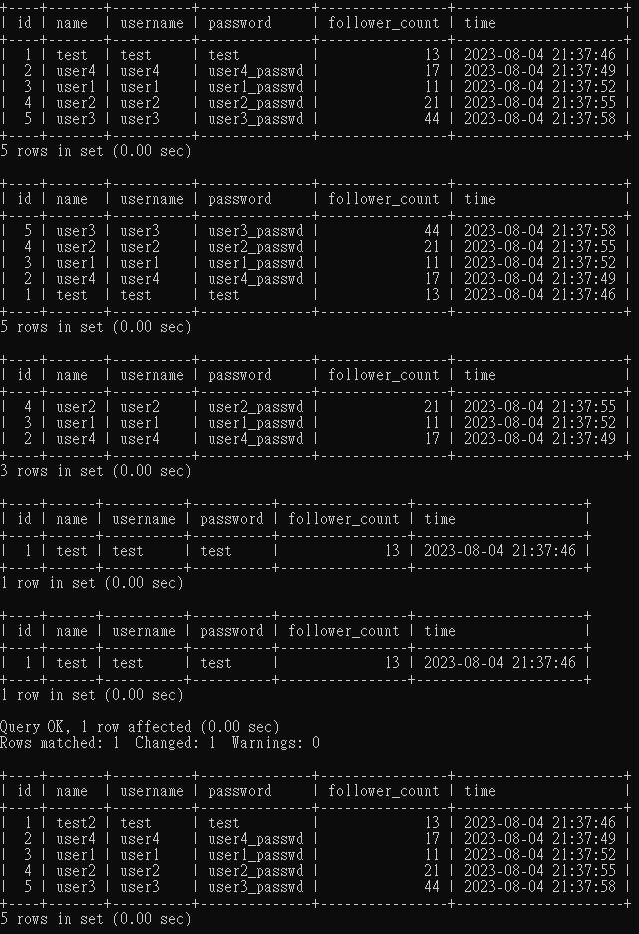 +----+-------+----------+--------------+----------------+---------------------+
| id | name  | username | password     | follower_count | time                |
+----+-------+----------+--------------+----------------+---------------------+
|  1 | test  | test     | test         |             13 | 2023-08-04 21:37:46 |
|  2 | user4 | user4    | user4_passwd |             17 | 2023-08-04 21:37:49 |
|  3 | user1 | user1    | user1_passwd |             11 | 2023-08-04 21:37:52 |
|  4 | user2 | user2    | user2_passwd |             21 | 2023-08-04 21:37:55 |
|  5 | user3 | user3    | user3_passwd |             44 | 2023-08-04 21:37:58 |
+----+-------+----------+--------------+----------------+---------------------+
5 rows in set (0.00 sec)

+----+-------+----------+--------------+----------------+---------------------+
| id | name  | username | password     | follower_count | time                |
+----+-------+----------+--------------+----------------+---------------------+
|  5 | user3 | user3    | user3_passwd |             44 | 2023-08-04 21:37:58 |
|  4 | user2 | user2    | user2_passwd |             21 | 2023-08-04 21:37:55 |
|  3 | user1 | user1    | user1_passwd |             11 | 2023-08-04 21:37:52 |
|  2 | user4 | user4    | user4_passwd |             17 | 2023-08-04 21:37:49 |
|  1 | test  | test     | test         |             13 | 2023-08-04 21:37:46 |
+----+-------+----------+--------------+----------------+---------------------+
5 rows in set (0.00 sec)

+----+-------+----------+--------------+----------------+---------------------+
| id | name  | username | password     | follower_count | time                |
+----+-------+----------+--------------+----------------+---------------------+
|  4 | user2 | user2    | user2_passwd |             21 | 2023-08-04 21:37:55 |
|  3 | user1 | user1    | user1_passwd |             11 | 2023-08-04 21:37:52 |
|  2 | user4 | user4    | user4_passwd |             17 | 2023-08-04 21:37:49 |
+----+-------+----------+--------------+----------------+---------------------+
3 rows in set (0.00 sec)

+----+------+----------+----------+----------------+---------------------+
| id | name | username | password | follower_count | time                |
+----+------+----------+----------+----------------+---------------------+
|  1 | test | test     | test     |             13 | 2023-08-04 21:37:46 |
+----+------+----------+----------+----------------+---------------------+
1 row in set (0.00 sec)

+----+------+----------+----------+----------------+---------------------+
| id | name | username | password | follower_count | time                |
+----+------+----------+----------+----------------+---------------------+
|  1 | test | test     | test     |             13 | 2023-08-04 21:37:46 |
+----+------+----------+----------+----------------+---------------------+
1 row in set (0.00 sec)

Query OK, 1 row affected (0.00 sec)
Rows matched: 1  Changed: 1  Warnings: 0

+----+-------+----------+--------------+----------------+---------------------+
| id | name  | username | password     | follower_count | time                |
+----+-------+----------+--------------+----------------+---------------------+
|  1 | test2 | test     | test         |             13 | 2023-08-04 21:37:46 |
|  2 | user4 | user4    | user4_passwd |             17 | 2023-08-04 21:37:49 |
|  3 | user1 | user1    | user1_passwd |             11 | 2023-08-04 21:37:52 |
|  4 | user2 | user2    | user2_passwd |             21 | 2023-08-04 21:37:55 |
|  5 | user3 | user3    | user3_passwd |             44 | 2023-08-04 21:37:58 |
+----+-------+----------+--------------+----------------+---------------------+
5 rows in set (0.00 sec)